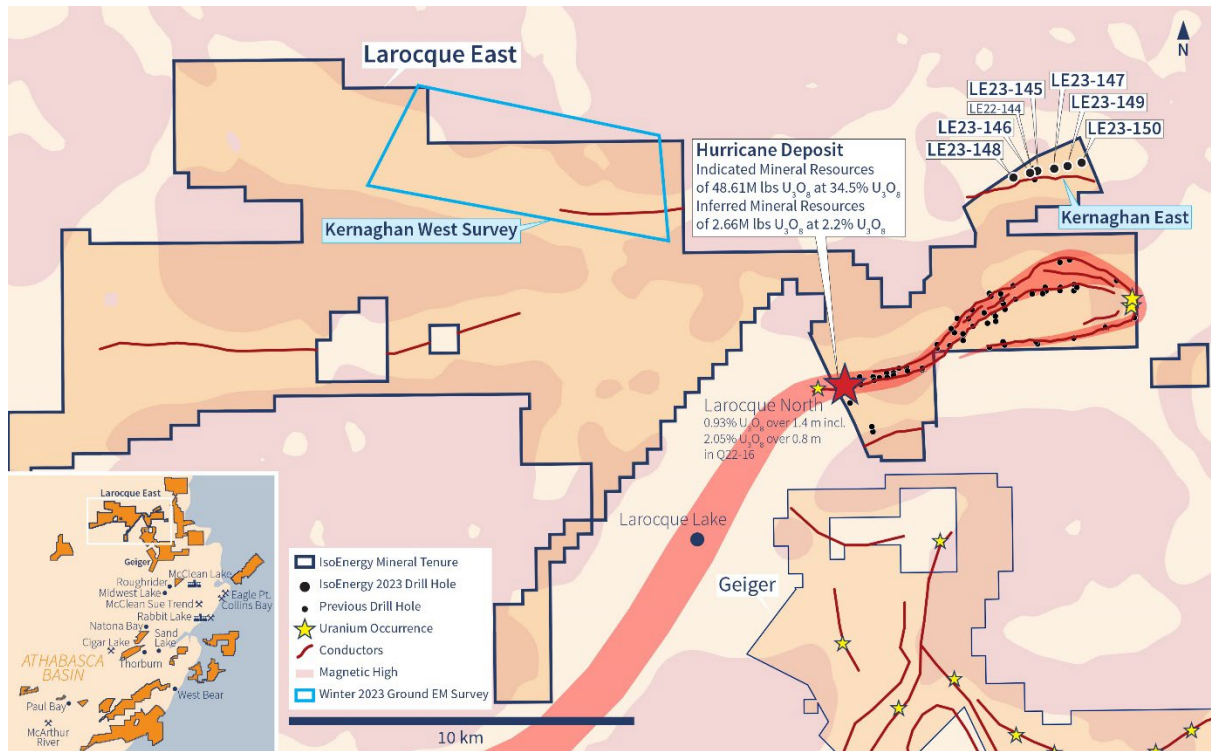 Larocque East
N
LE23-145
LE23-147
LE22-144
LE23-149
LE23-146
LE23-150
LE23-148
Hurricane Deposit
Indicated Mineral Resources
of 48.61M lbs U₃O₈ at 34.5% U₃O₈
Inferred Mineral Resources
of 2.66M lbs U₃O₈ at 2.2% U₃O₈
Kernaghan East
Kernaghan West Survey
Larocque North
0.93% U₃O₈ over 1.4 m incl.
2.05% U₃O₈ over 0.8 m
in Q22-16
Larocque Lake
Geiger
IsoEnergy Mineral Tenure
IsoEnergy 2023 Drill Hole
Previous Drill Hole
Uranium Occurrence
Conductors
Magnetic High
Winter 2023 Ground EM Survey
10 km
Larocque East
Geiger
Roughrider
McClean Lake
Midwest Lake
McClean Sue Trend
Eagle Pt.
Collins Bay
Rabbit Lake
Natona Bay
Cigar Lake
Sand
Lake
Thorburn
ATHABASCA
BASIN
West Bear
Paul Bay
McArthur
River